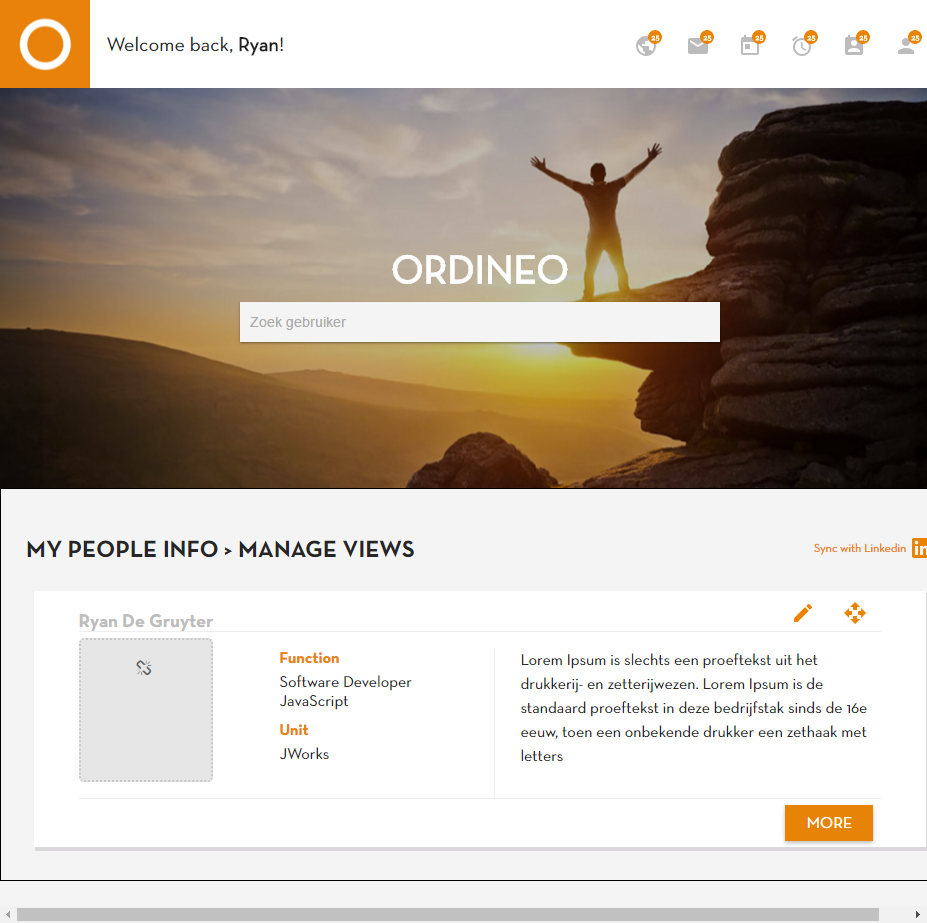 Welcome back, Ryan!
25 25 25 25 25 25
ORDINEO
Zoek gebruiker
MY PEOPLE INFO > MANAGE VIEWS
Sync with Linkedin in
Ryan De Gruyter
Function
Software Developer
JavaScript
Unit
JWorks
Lorem Ipsum is slechts een proeftekst uit het
drukkerij- en zetterijwezen. Lorem Ipsum is de
standaard proeftekst in deze bedrijfstak sinds de 16e
eeuw, toen een onbekende drukker een zethaak met
letters
MORE